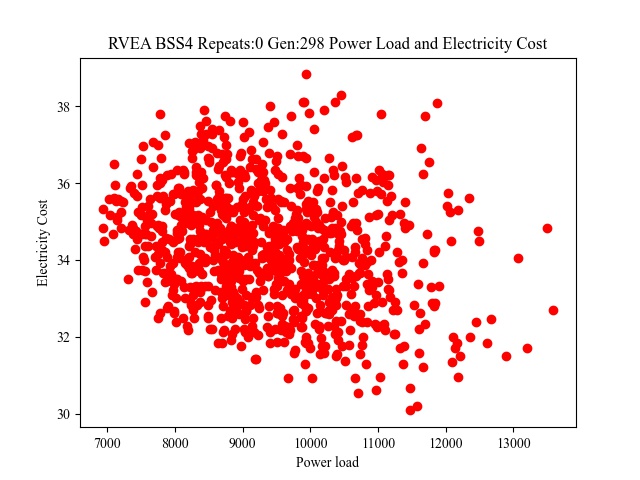 RVEA BSS4 Repeats:0 Gen:298 Power Load and Electricity Cost
38
36
34
32
30
Electricity Cost
7000 8000 9000 10000 11000 12000 13000
Power load